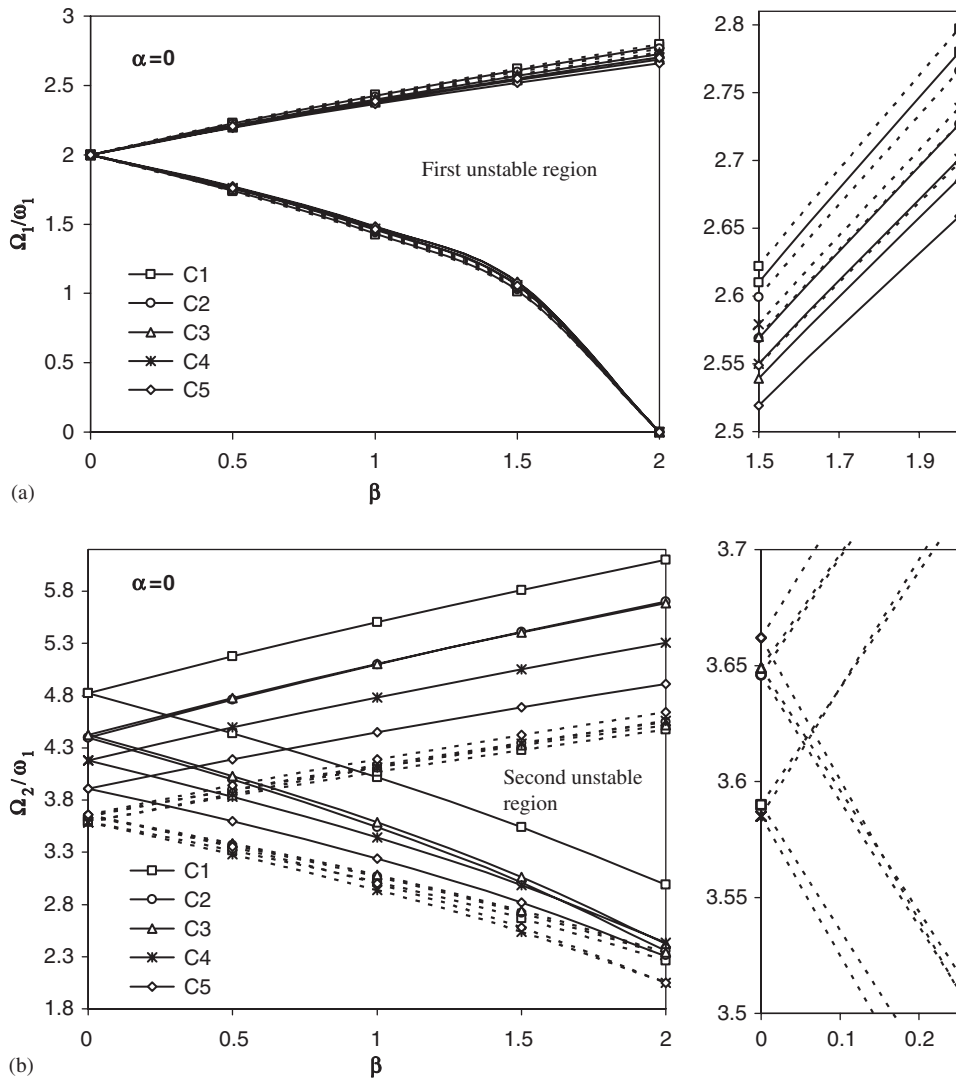 3
2.5
2
1.5
1
0.5
0
α=0
First unstable region
C1
C2
C3
C4
C5
0 0.5 1 1.5 2
β
Ω1/ω1
(a)
2.8
2.75
2.7
2.65
2.6
2.55
2.5
1.5 1.7 1.9
5.8
5.3
4.8
4.3
3.8
3.3
2.8
2.3
1.8
α=0
Second unstable
region
C1
C2
C3
C4
C5
0 0.5 1 1.5 2
β
Ω2/ω1
(b)
3.7
3.65
3.6
3.55
3.5
0 0.1 0.2